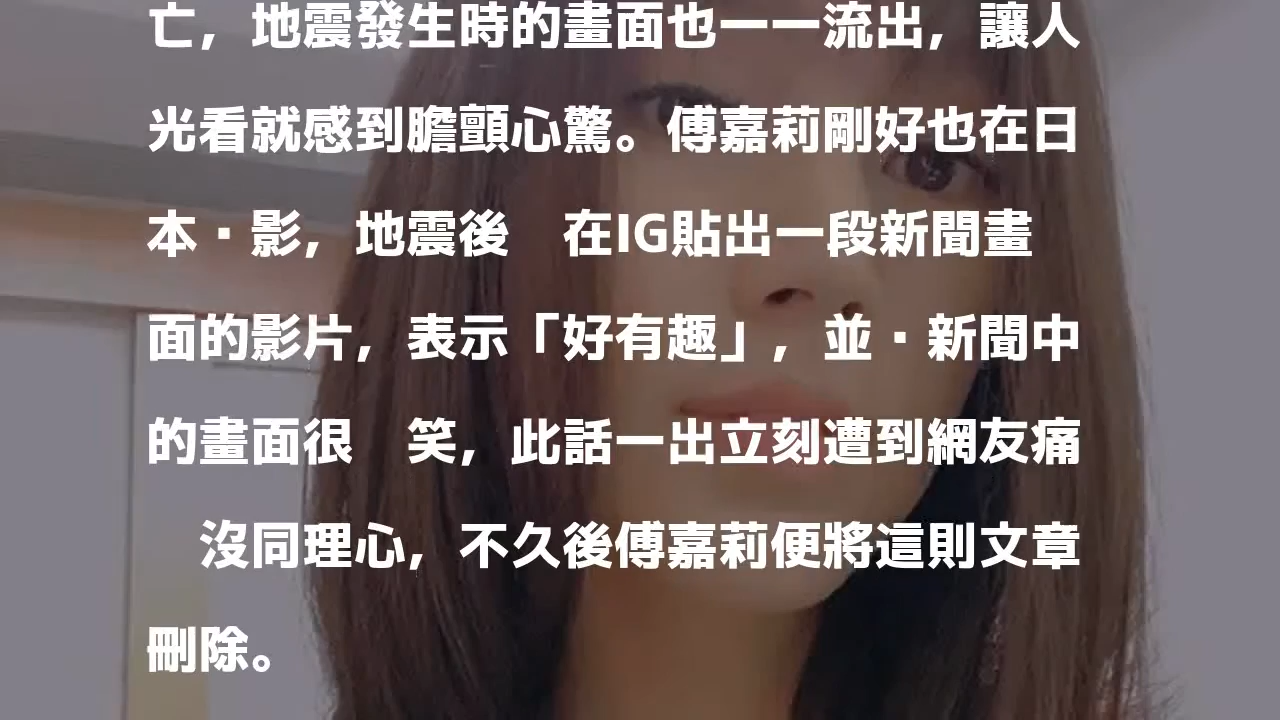 亡，地震發生時的畫面也一一流出，讓人
光看就感到膽顫心驚。傅嘉莉剛好也在日
本·影，地震後　在IG貼出一段新聞畫
面的影片，表示「好有趣」，並·新聞中
的畫面很　笑，此話一出立刻遭到網友痛
　沒同理心，不久後傅嘉莉便將這則文章
刪除。